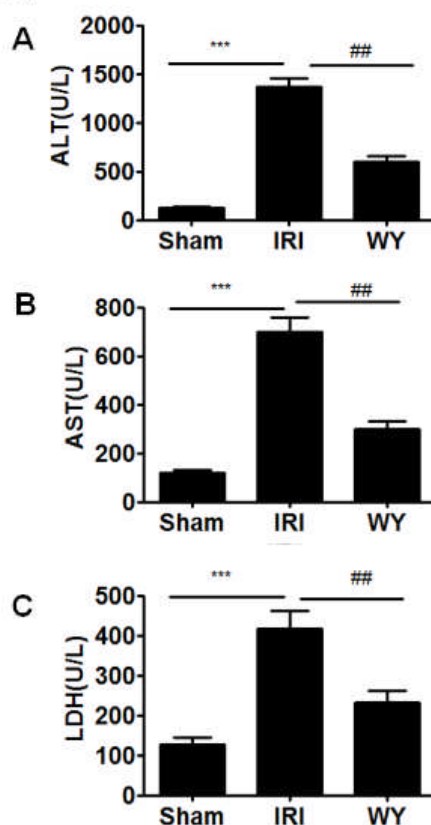 A
ALT(U/L)
2000
1500
1000
500
0
***
##
Sham IRI WY
B
AST(U/L)
800
600
400
200
0
***
##
Sham IRI WY
C
LDH(U/L)
500
400
300
200
100
0
***
##
Sham IRI WY